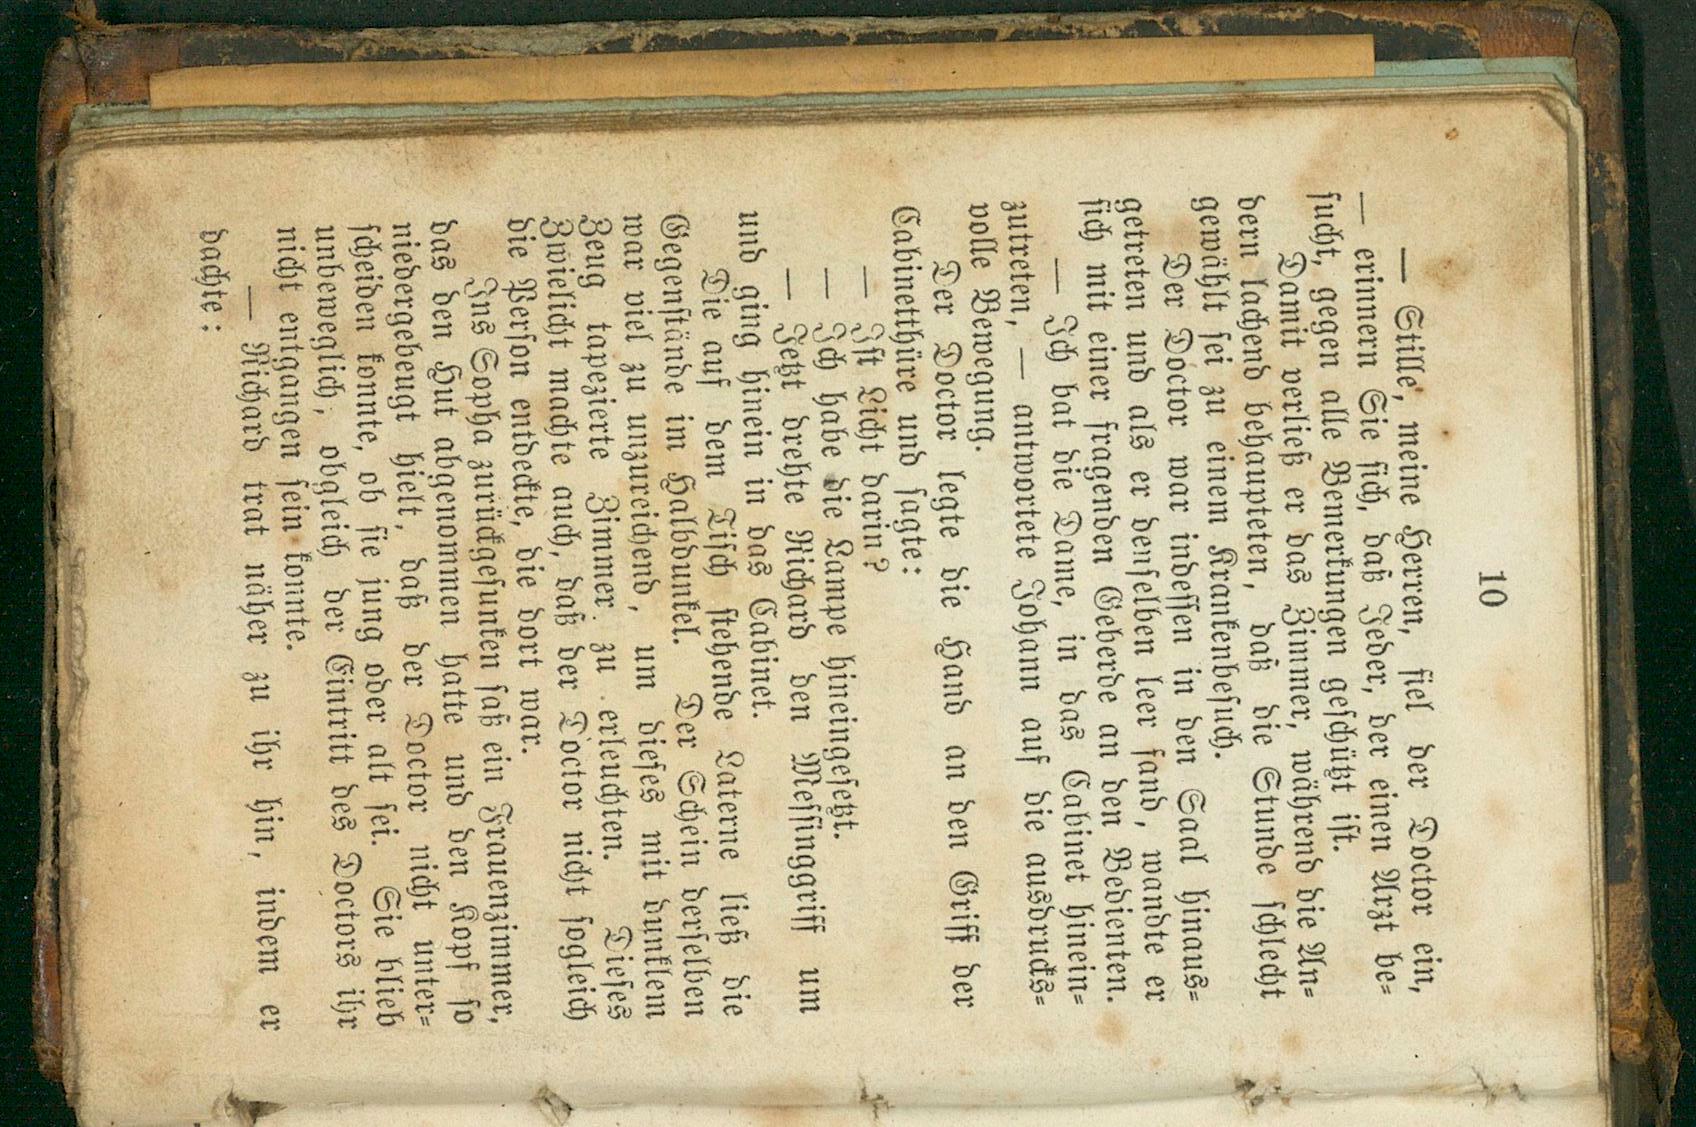 10
— Stille, meine Herren, fiel der Doctor ein,
— erinnern Sie sich, daß Jeder, der einen Arzt be=
sucht, gegen alle Bemerkungen geschützt ist.
Damit verließ er das Zimmer, während die An=
dern lachend behaupteten, daß die Stunde schlecht
gewählt sei zu einem Krankenbesuch.
Der Doctor war indessen in den Saal hinaus=
getreten und als er denselben leer fand, wandte er
sich mit einer fragenden Geberde an den Bedienten.
— Ich bat die Dame, in das Cabinet hinein=
zutreten, — antwortete Johann auf die ausdrucks=
volle Bewegung.
Der Doctor legte die Hand an den Griff der
Cabinetthüre und sagte:
— Ist Licht darin?
— Ich habe die Lampe hineingesetzt.
— Jetzt drehte Richard den Messinggriff um
und ging hinein in das Cabinet.
Die auf dem Tisch stehende Laterne ließ die
Gegenstände im Halbdunkel. Der Schein derselben
war viel zu unzureichend, um dieses mit dunklem
Zeug tapezierte Zimmer zu erleuchten. Dieses
Zwielicht machte auch, daß der Doctor nicht sogleich
die Person entdeckte, die dort war.
Ins Sopha zurückgesunken saß ein Frauenzimmer,
das den Hut abgenommen hatte und den Kopf so
niedergebeugt hielt, daß der Doctor nicht unter=
scheiden konnte, ob sie jung oder alt sei. Sie blieb
unbeweglich, obgleich der Eintritt des Doctors ihr
nicht entgangen sein konnte.
— Richard trat näher zu ihr hin, indem er
dachte: